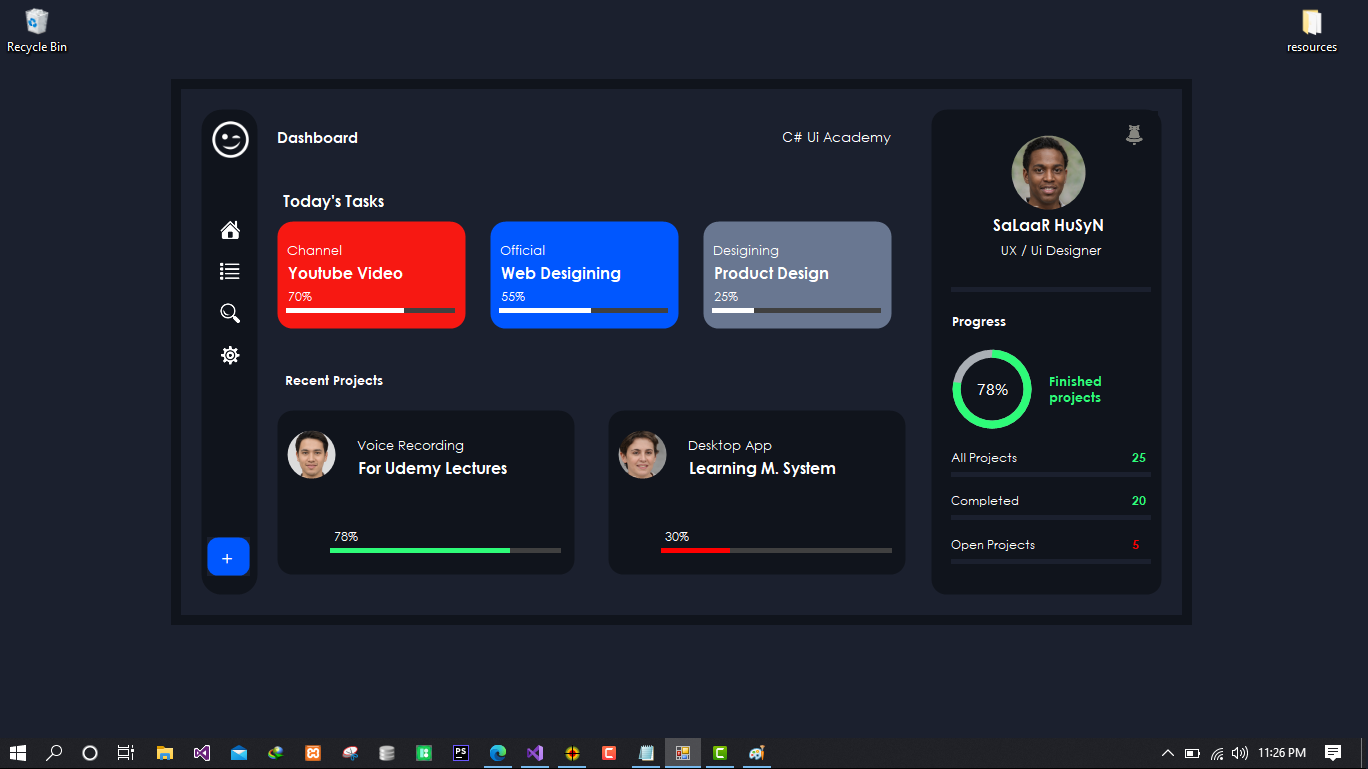 Recycle Bin
resources
Dashboard
C# Ui Academy
Today's Tasks
Channel
Youtube Video
70%
Official
Web Desigining
55%
Desigining
Product Design
25%
Recent Projects
Voice Recording
For Udemy Lectures
78%
Desktop App
Learning M. System
30%
+
SaLaaR HuSyN
UX / Ui Designer
Progress
78%
Finished
projects
All Projects 25
Completed 20
Open Projects 5
PS
C
C
11:26 PM